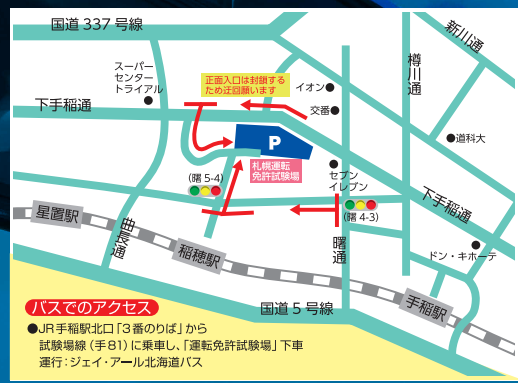 国道337号線
新川通
樽川通
スーパー
センター
トライアル
正面入口は封鎖する
ため迂回願います
イオン
交番
下手稲通
P
道科大
札幌運転
免許試験場
セブン
イレブン
(曙5-4)
下手稲通
(曙4-3)
星置駅
曲長通
稲穂駅
曙通
ドン・キホーテ
手稲駅
国道5号線
バスでのアクセス
●JR手稲駅北口「3番のりば」から
試験場線(手81)に乗車し、「運転免許試験場」下車
運行:ジェイ・アール北海道バス